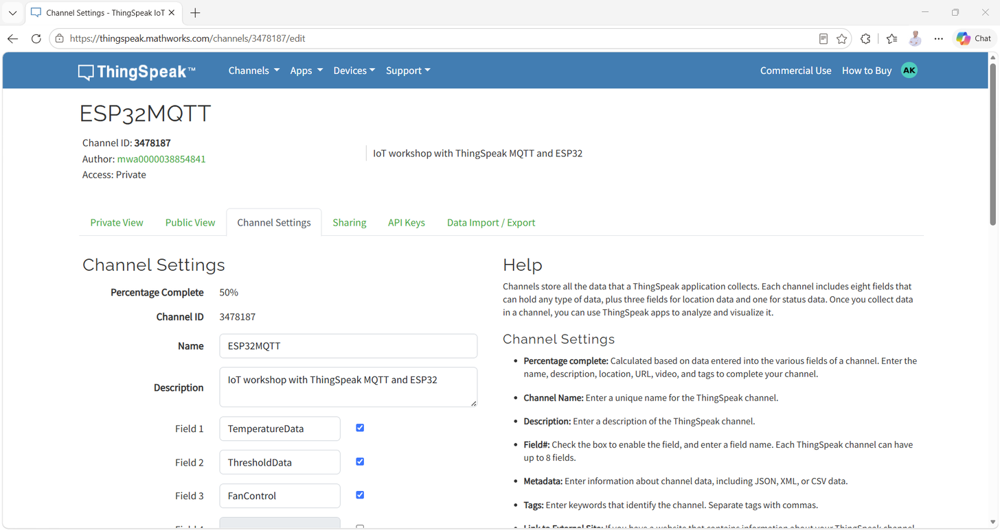 Channel Settings - ThingSpeak IoT
https://thingspeak.mathworks.com/channels/3478187/edit
Chat
ThingSpeak™
Channels
Apps
Devices
Support
Commercial Use
How to Buy
AK
ESP32MQTT
Channel ID: 3478187
Author: mwa0000038854841
Access: Private
IoT workshop with ThingSpeak MQTT and ESP32
Private View
Public View
Channel Settings
Sharing
API Keys
Data Import / Export
Channel Settings
Percentage Complete 50%
Channel ID 3478187
Name ESP32MQTT
Description IoT workshop with ThingSpeak MQTT and ESP32
Field 1 TemperatureData
Field 2 ThresholdData
Field 3 FanControl
Help
Channels store all the data that a ThingSpeak application collects. Each channel includes eight fields that
can hold any type of data, plus three fields for location data and one for status data. Once you collect data
in a channel, you can use ThingSpeak apps to analyze and visualize it.
Channel Settings
• Percentage complete: Calculated based on data entered into the various fields of a channel. Enter the
name, description, location, URL, video, and tags to complete your channel.
• Channel Name: Enter a unique name for the ThingSpeak channel.
• Description: Enter a description of the ThingSpeak channel.
• Field#: Check the box to enable the field, and enter a field name. Each ThingSpeak channel can have
up to 8 fields.
• Metadata: Enter information about channel data, including JSON, XML, or CSV data.
• Tags: Enter keywords that identify the channel. Separate tags with commas.